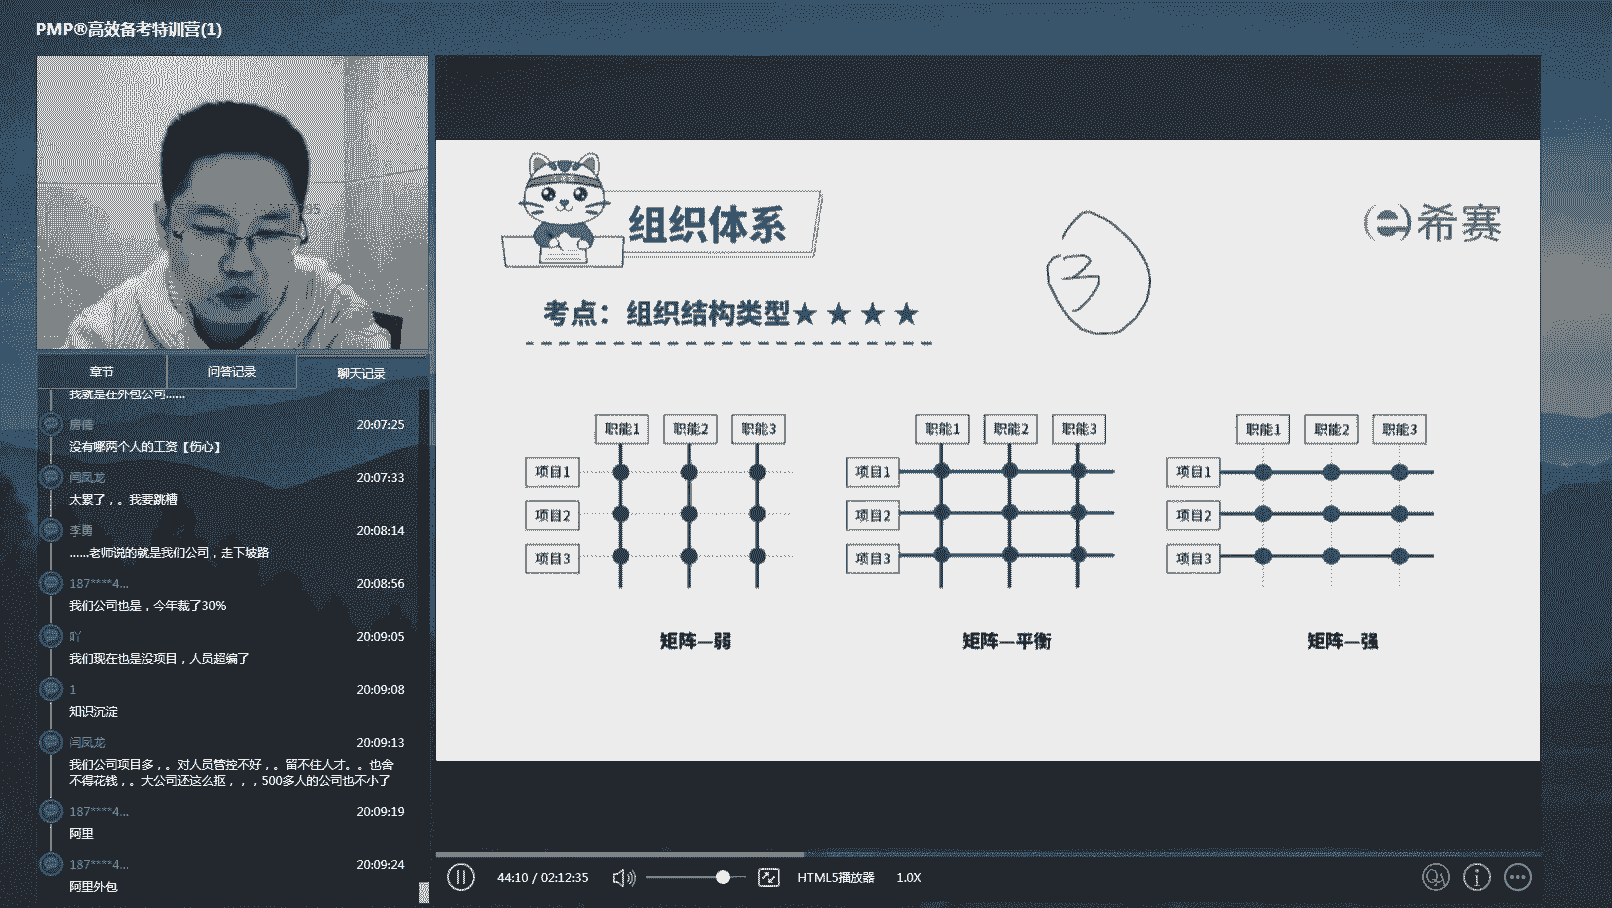 PMP®高效备考特训营(1)
章节
问答记录
聊天记录
我就是在外包公司......
20:07:25
没有哪两个人的工资【伤心】
闫凤龙
20:07:33
太累了，。我要跳槽
李勇
20:08:14
......老师说的就是我们公司，走下坡路
187****4...
20:08:56
我们公司也是，今年裁了30%
吖
20:09:05
我们现在也是没项目，人员超编了
1
20:09:08
知识沉淀
闫凤龙
20:09:13
我们公司项目多，。对人员管控不好，。留不住人才。。也舍
不得花钱，。大公司还这么抠，，，500多人的公司也不小了
187****4...
20:09:19
阿里
187****4...
20:09:24
阿里外包
组织体系
希赛
3
考点：组织结构类型★ ★ ★ ★
职能1 职能2 职能3
项目1
项目2
项目3
矩阵—弱
职能1 职能2 职能3
项目1
项目2
项目3
矩阵—平衡
职能1 职能2 职能3
项目1
项目2
项目3
矩阵—强
44:10 / 02:12:35
HTML5播放器
1.0X